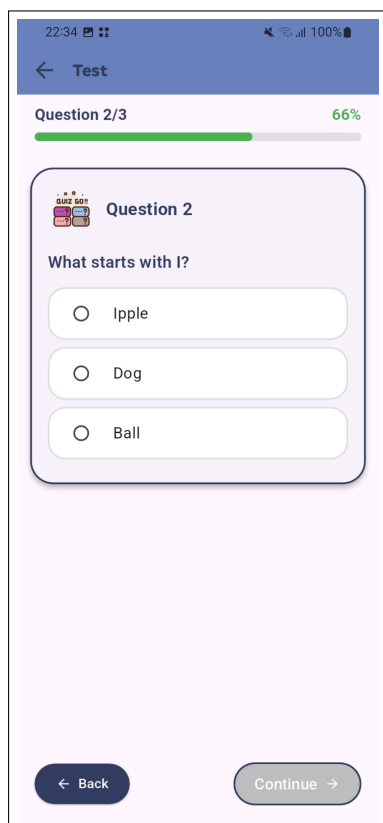 22:34 100%
← Test
Question 2/3 66%
QUIZ GO!!
Question 2
What starts with I?
Ipple
Dog
Ball
← Back Continue →